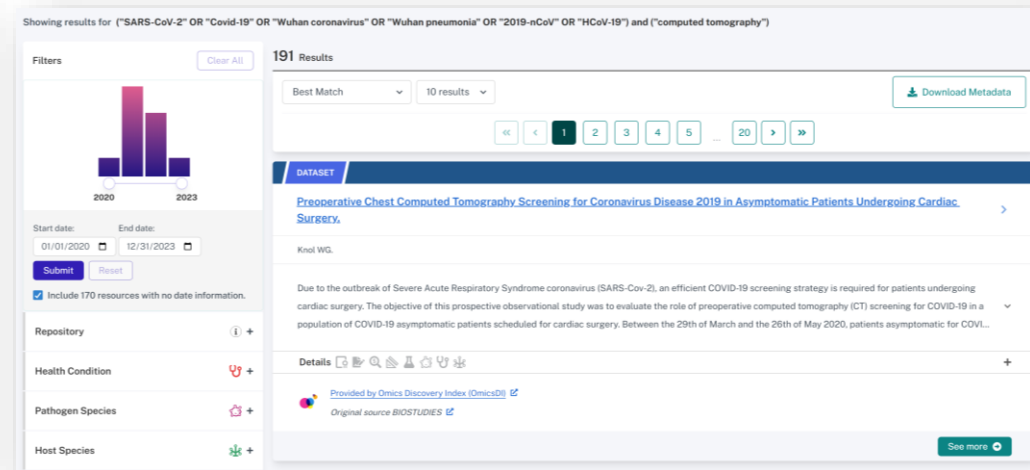 Showing results for ("SARS-CoV-2" OR "Covid-19" OR "Wuhan coronavirus" OR "Wuhan pneumonia" OR "2019-nCoV" OR "HCoV-19") and ("computed tomography")
Filters
Clear All
2020 2023
Start date: End date:
01/01/2020 12/31/2023
Submit Reset
Include 170 resources with no date information.
Repository
Health Condition
Pathogen Species
Host Species
191 Results
Best Match 10 results Download Metadata
« ‹ 1 2 3 4 5 ... 20 › »
DATASET
Preoperative Chest Computed Tomography Screening for Coronavirus Disease 2019 in Asymptomatic Patients Undergoing Cardiac
Surgery.
Knol WG.
Due to the outbreak of Severe Acute Respiratory Syndrome coronavirus (SARS-Cov-2), an efficient COVID-19 screening strategy is required for patients undergoing
cardiac surgery. The objective of this prospective observational study was to evaluate the role of preoperative computed tomography (CT) screening for COVID-19 in a
population of COVID-19 asymptomatic patients scheduled for cardiac surgery. Between the 29th of March and the 26th of May 2020, patients asymptomatic for COVI...
Details
Provided by Omics Discovery Index (OmicsDI)
Original source BIOSTUDIES
See more